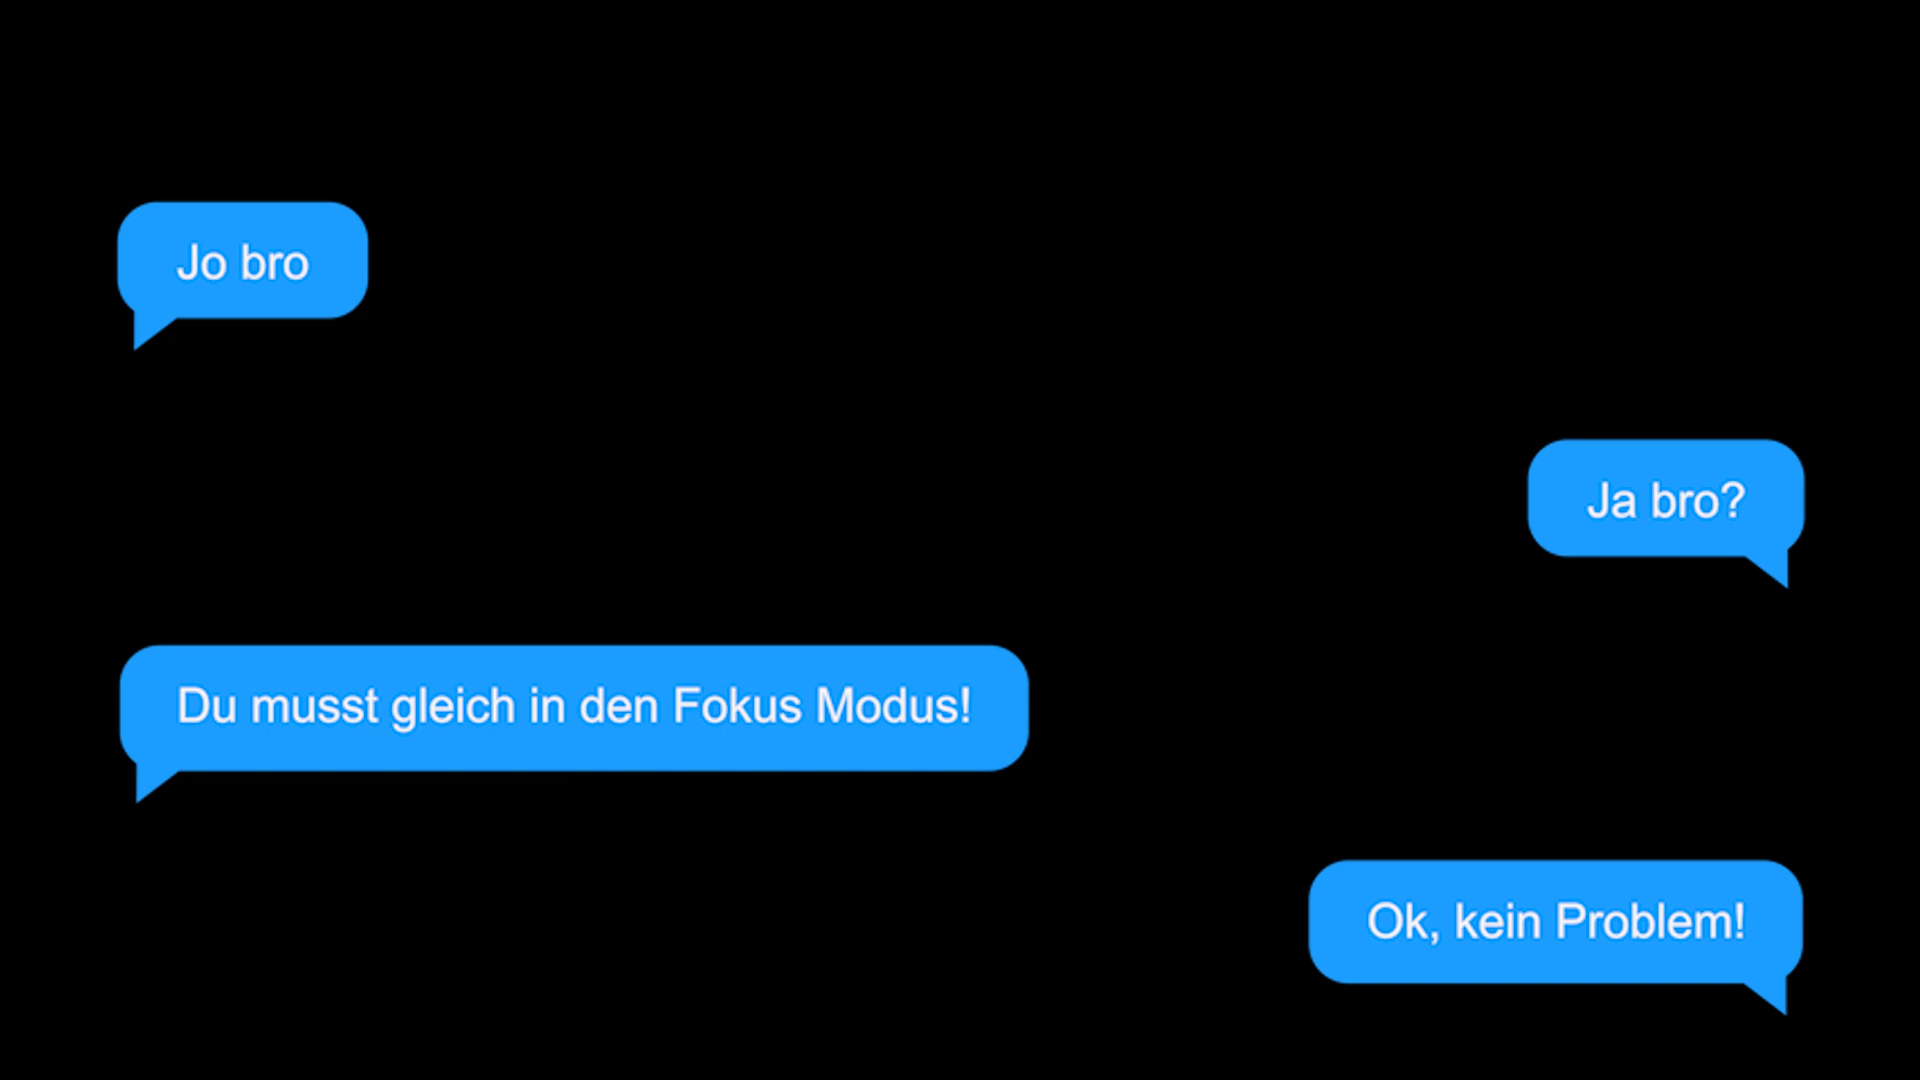 Jo bro
Ja bro?
Du musst gleich in den Fokus Modus!
Ok, kein Problem!